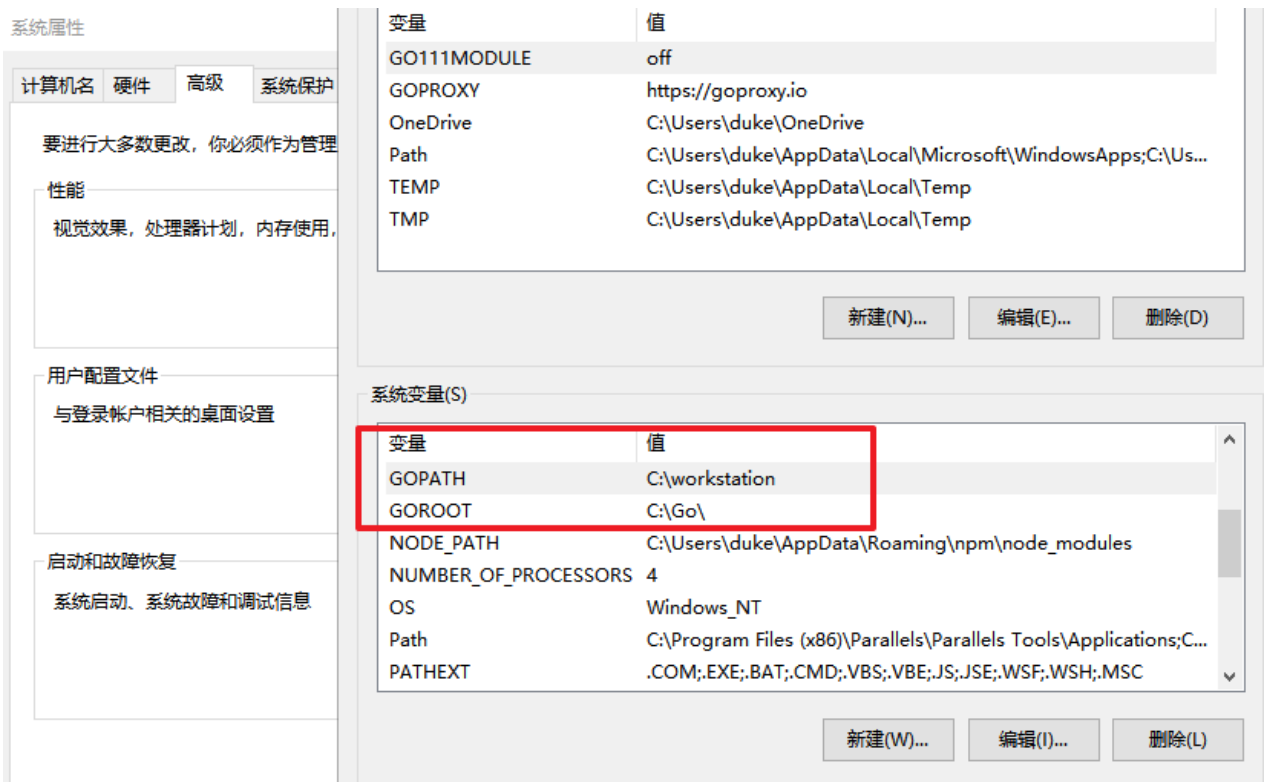 系统属性
计算机名 硬件 高级 系统保护
要进行大多数更改，你必须作为管理
性能
视觉效果，处理器计划，内存使用，
用户配置文件
与登录帐户相关的桌面设置
启动和故障恢复
系统启动、系统故障和调试信息
变量 值
GO111MODULE off
GOPROXY https://goproxy.io
OneDrive C:\Users\duke\OneDrive
Path C:\Users\duke\AppData\Local\Microsoft\WindowsApps;C:\Us...
TEMP C:\Users\duke\AppData\Local\Temp
TMP C:\Users\duke\AppData\Local\Temp
新建(N)... 编辑(E)... 删除(D)
系统变量(S)
变量 值
GOPATH C:\workstation
GOROOT C:\Go\
NODE_PATH C:\Users\duke\AppData\Roaming\npm\node_modules
NUMBER_OF_PROCESSORS 4
OS Windows_NT
Path C:\Program Files (x86)\Parallels\Parallels Tools\Applications;C...
PATHEXT .COM;.EXE;.BAT;.CMD;.VBS;.VBE;.JS;.JSE;.WSF;.WSH;.MSC
新建(W)... 编辑(I)... 删除(L)